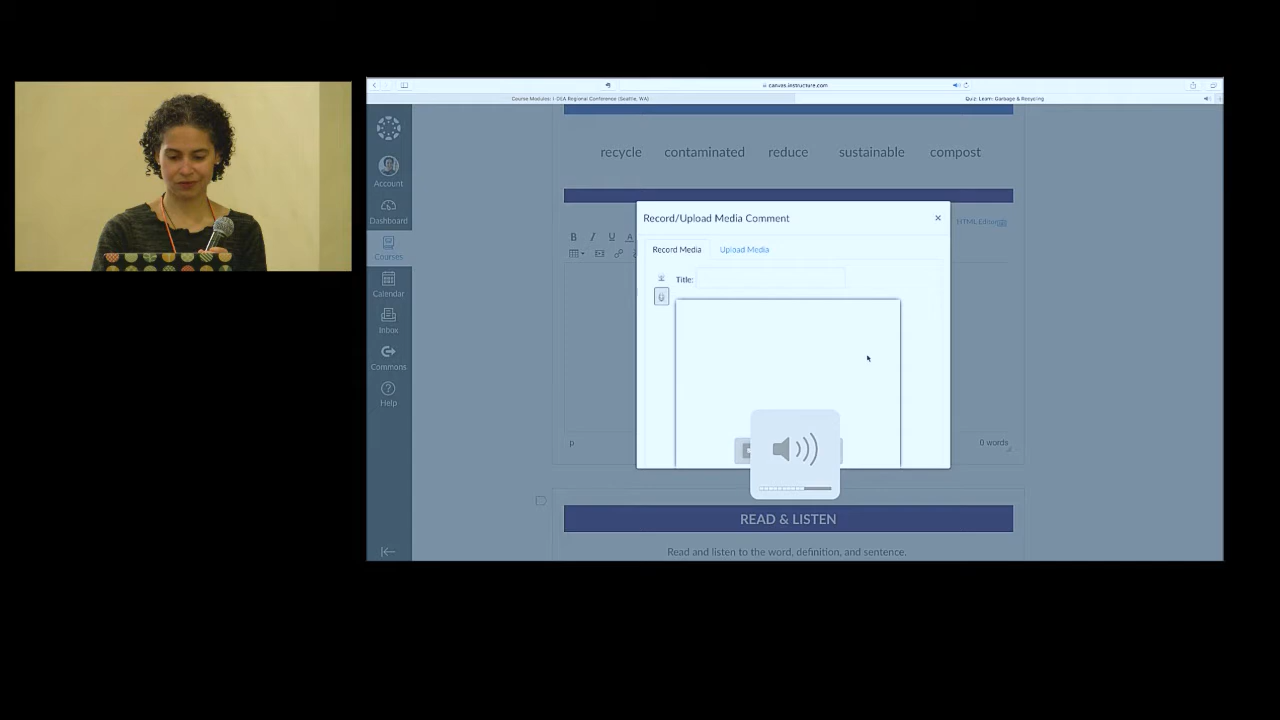 canvas.instructure.com
Course Modules: I-DEA Regional Conference (Seattle, WA)
Quiz: Learn: Garbage & Recycling
Account
Dashboard
Courses
Calendar
Inbox
Commons
Help
recycle contaminated reduce sustainable compost
HTML Editor
B I U A
Record/Upload Media Comment
Record Media Upload Media
Title:
p
0 words
READ & LISTEN
Read and listen to the word, definition, and sentence.